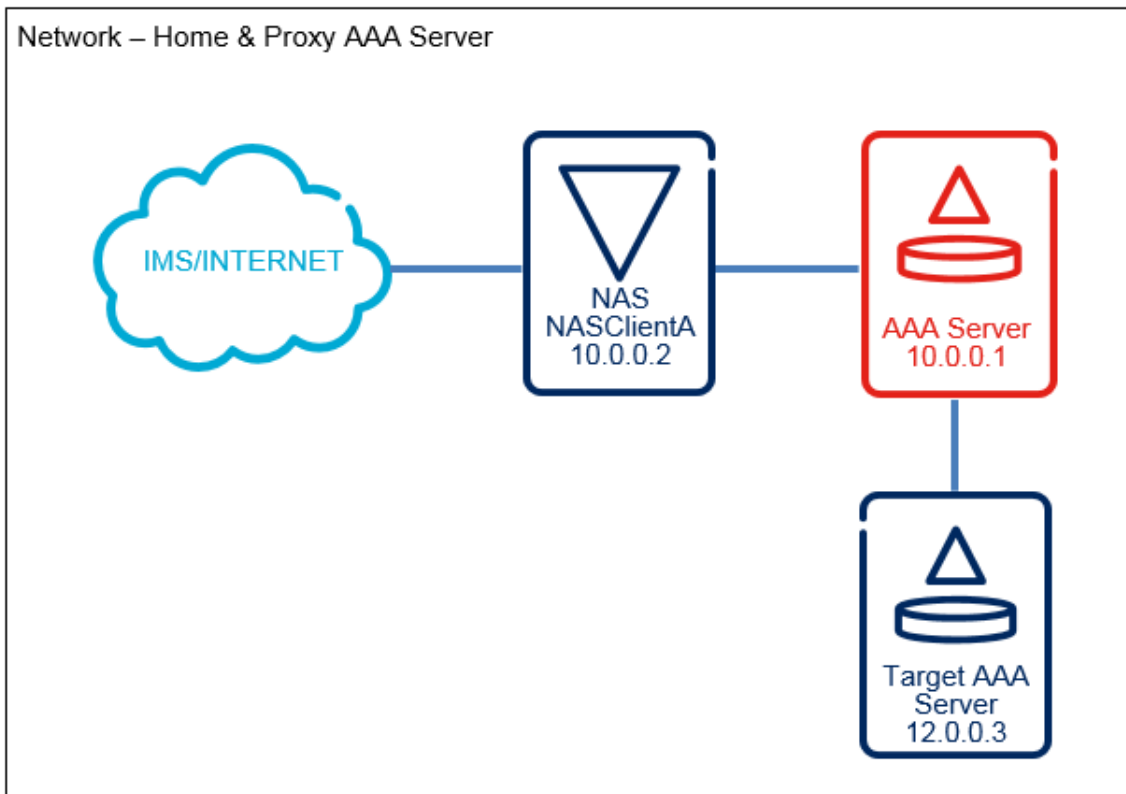 Network – Home & Proxy AAA Server
IMS/INTERNET
NAS
NASClientA
10.0.0.2
AAA Server
10.0.0.1
Target AAA
Server
12.0.0.3